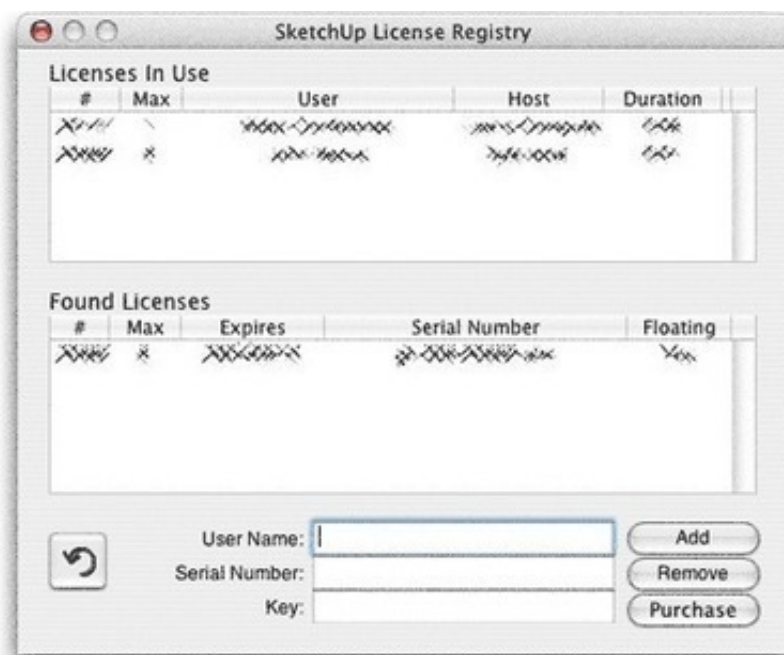 SketchUp License Registry
Licenses In Use
# Max User Host Duration
Found Licenses
# Max Expires Serial Number Floating
User Name: Add
Serial Number: Remove
Key: Purchase